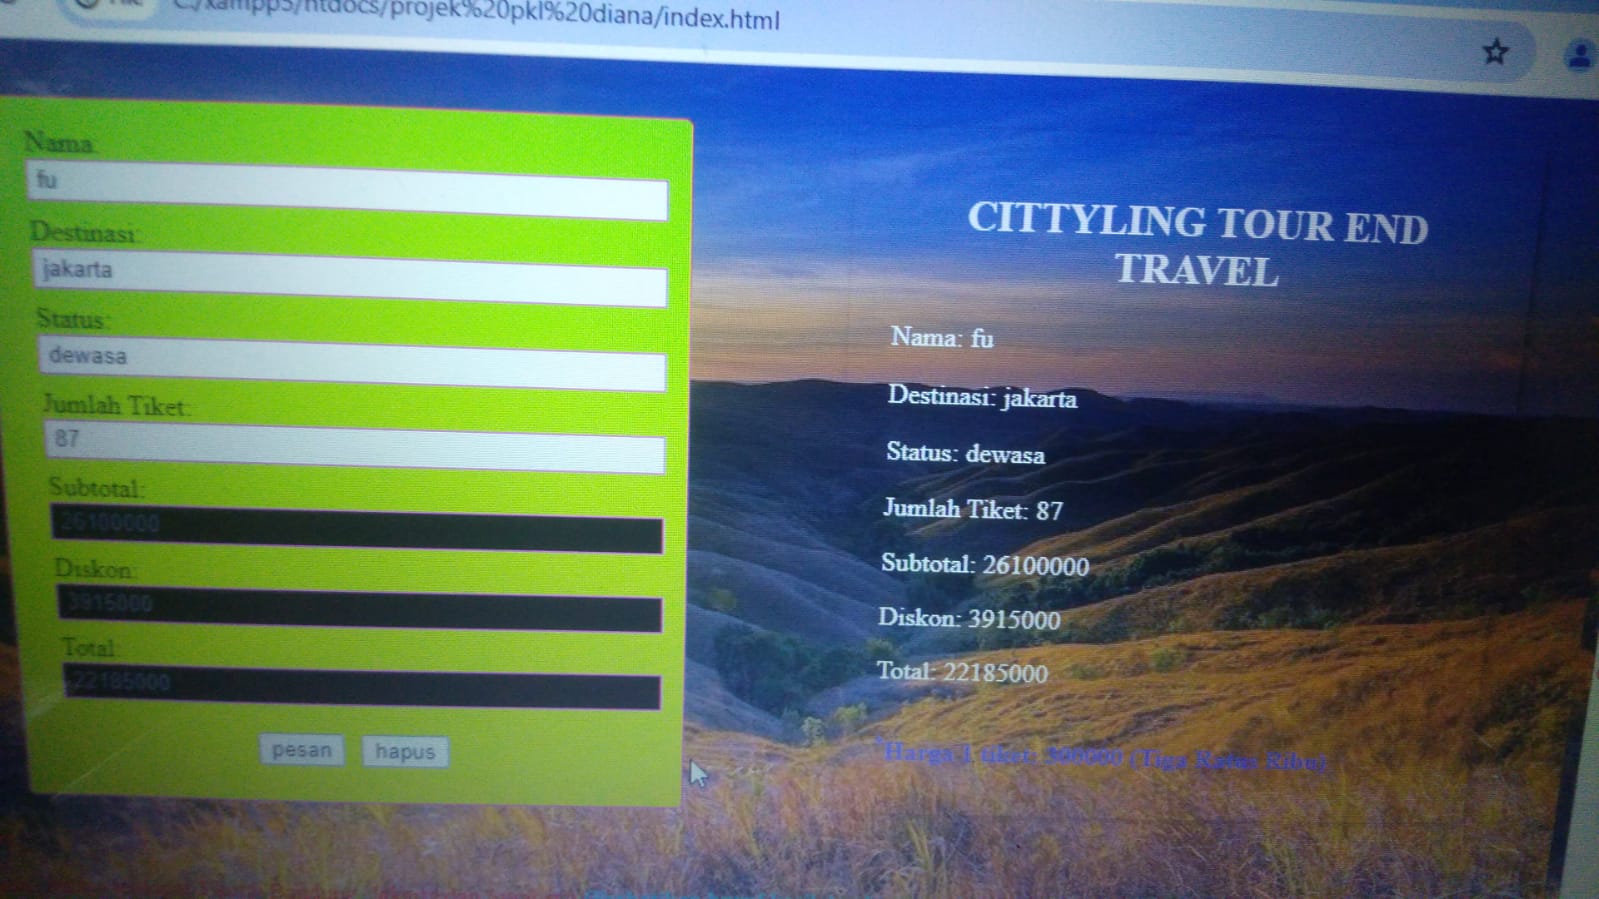 C:/xampp5/htdocs/projek%20pkl%20diana/index.html
Nama:
fu
Destinasi:
jakarta
Status:
dewasa
Jumlah Tiket:
87
Subtotal:
26100000
Diskon:
3915000
Total:
22185000
pesan hapus
CITTYLING TOUR END
TRAVEL
Nama: fu
Destinasi: jakarta
Status: dewasa
Jumlah Tiket: 87
Subtotal: 26100000
Diskon: 3915000
Total: 22185000
*Harga 1 tiket: 300000 (Tiga Ratus Ribu)